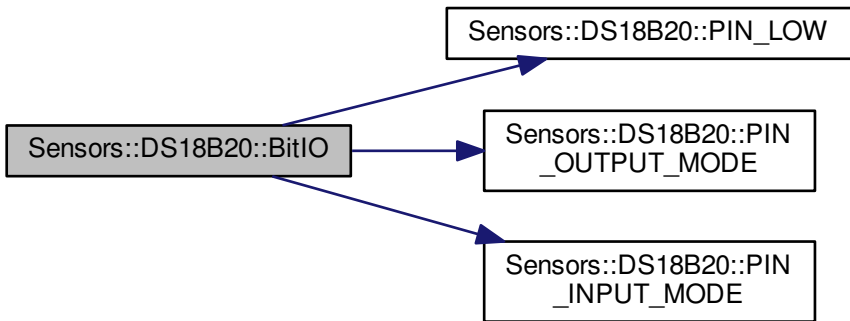 Sensors::DS18B20::PIN_LOW
Sensors::DS18B20::BitIO
Sensors::DS18B20::PIN
_OUTPUT_MODE
Sensors::DS18B20::PIN
_INPUT_MODE